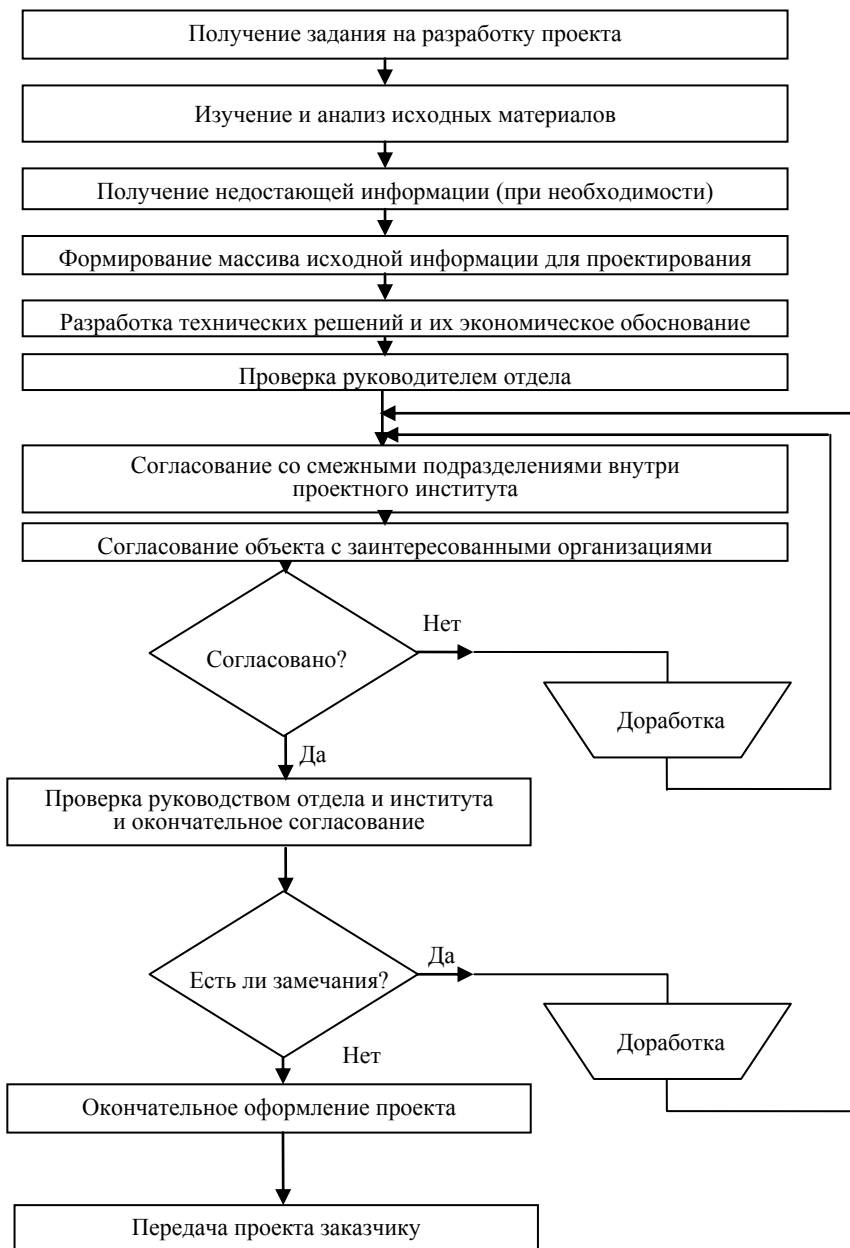 Получение задания на разработку проекта
Изучение и анализ исходных материалов
Получение недостающей информации (при необходимости)
Формирование массива исходной информации для проектирования
Разработка технических решений и их экономическое обоснование
Проверка руководителем отдела
Согласование со смежными подразделениями внутри
проектного института
Согласование объекта с заинтересованными организациями
Нет
Согласовано?
Доработка
Да
Проверка руководством отдела и института
и окончательное согласование
Да
Есть ли замечания?
Доработка
Нет
Окончательное оформление проекта
Передача проекта заказчику